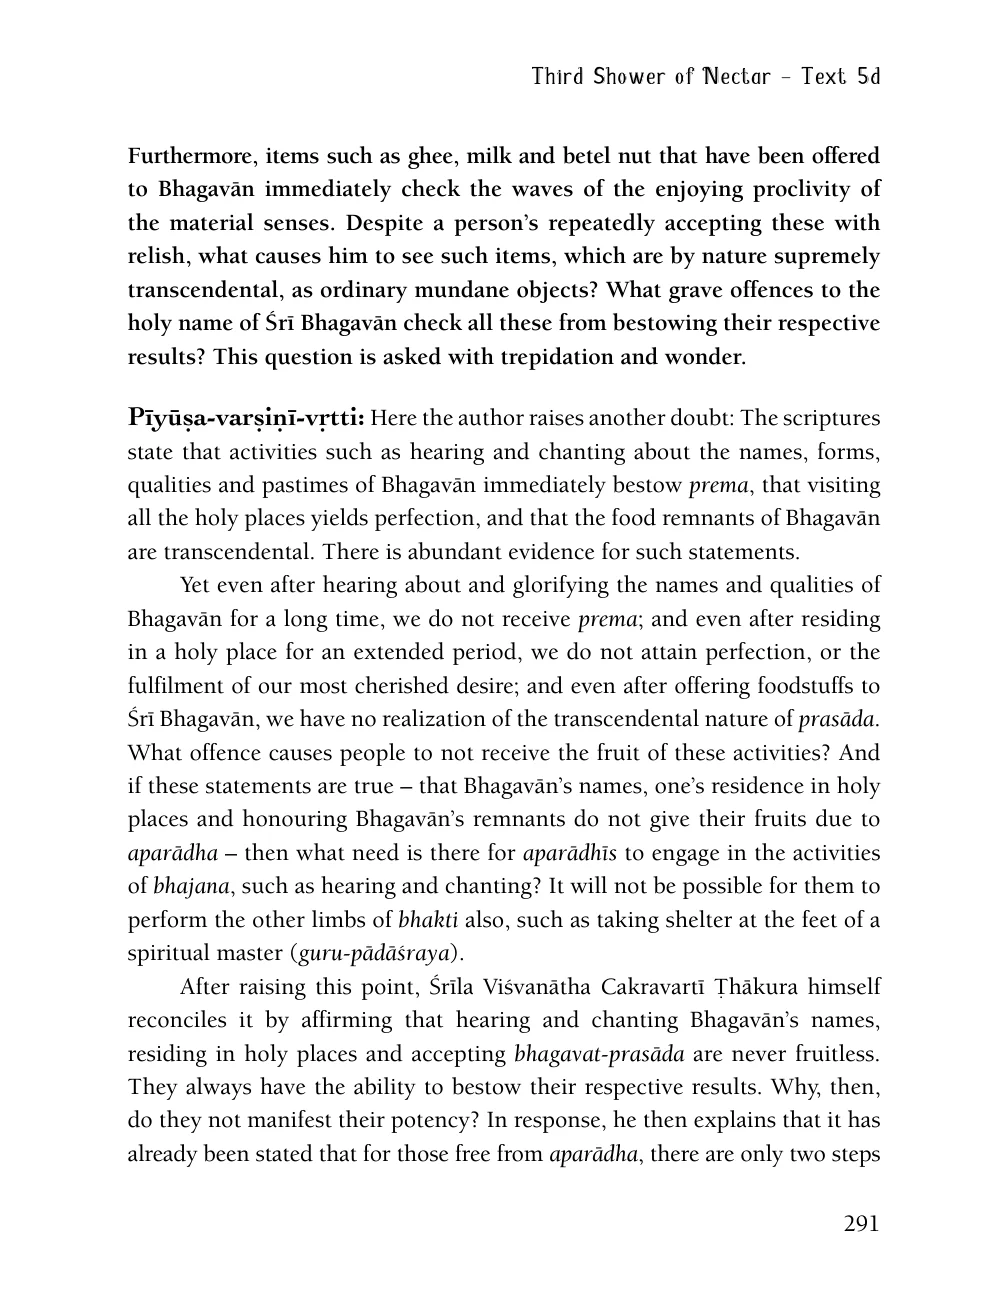 Third Shower of Nectar – Text 5d
Furthermore, items such as ghee, milk and betel nut that have been offered
to Bhagavān immediately check the waves of the enjoying proclivity of
the material senses. Despite a person’s repeatedly accepting these with
relish, what causes him to see such items, which are by nature supremely
transcendental, as ordinary mundane objects? What grave offences to the
holy name of Śrī Bhagavān check all these from bestowing their respective
results? This question is asked with trepidation and wonder.
Pīyūṣa-varṣiṇī-vṛtti: Here the author raises another doubt: The scriptures
state that activities such as hearing and chanting about the names, forms,
qualities and pastimes of Bhagavān immediately bestow prema, that visiting
all the holy places yields perfection, and that the food remnants of Bhagavān
are transcendental. There is abundant evidence for such statements.
Yet even after hearing about and glorifying the names and qualities of
Bhagavān for a long time, we do not receive prema; and even after residing
in a holy place for an extended period, we do not attain perfection, or the
fulfilment of our most cherished desire; and even after offering foodstuffs to
Śrī Bhagavān, we have no realization of the transcendental nature of prasāda.
What offence causes people to not receive the fruit of these activities? And
if these statements are true – that Bhagavān’s names, one’s residence in holy
places and honouring Bhagavān’s remnants do not give their fruits due to
aparādha – then what need is there for aparādhīs to engage in the activities
of bhajana, such as hearing and chanting? It will not be possible for them to
perform the other limbs of bhakti also, such as taking shelter at the feet of a
spiritual master (guru-pādāśraya).
After raising this point, Śrīla Viśvanātha Cakravartī Ṭhākura himself
reconciles it by affirming that hearing and chanting Bhagavān’s names,
residing in holy places and accepting bhagavat-prasāda are never fruitless.
They always have the ability to bestow their respective results. Why, then,
do they not manifest their potency? In response, he then explains that it has
already been stated that for those free from aparādha, there are only two steps
291